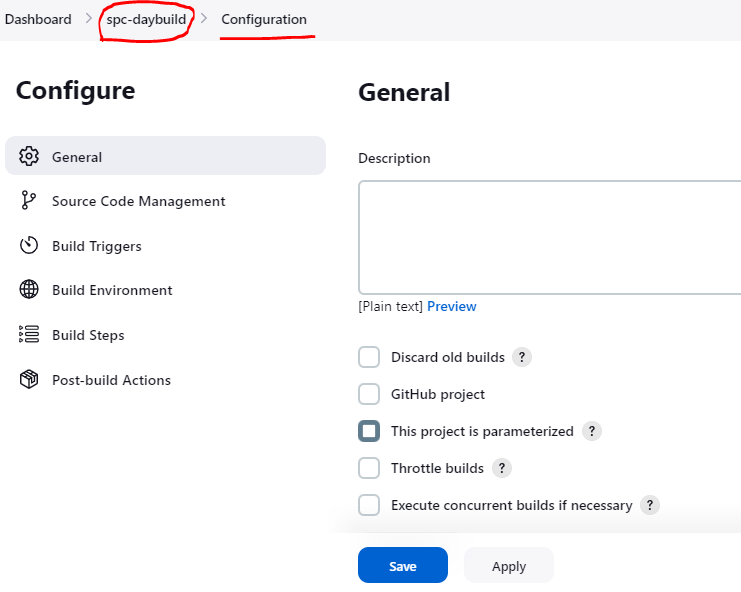 Dashboard > spc-daybuild > Configuration
Configure
General
Source Code Management
Build Triggers
Build Environment
Build Steps
Post-build Actions
General
Description
[Plain text] Preview
Discard old builds ?
GitHub project
This project is parameterized ?
Throttle builds ?
Execute concurrent builds if necessary ?
Save Apply